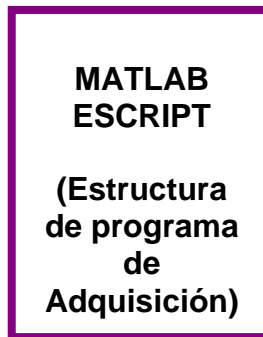 MATLAB
ESCRIPT
(Estructura
de programa
de
Adquisición)